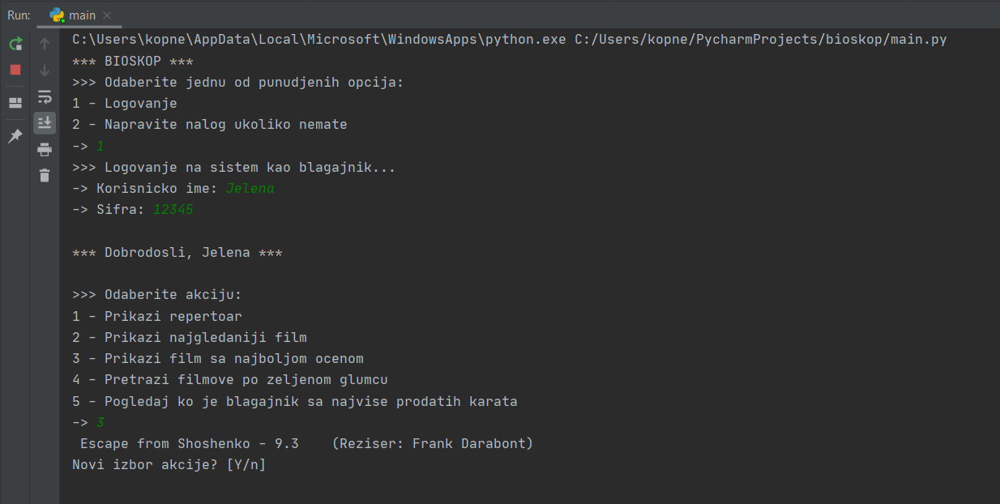 Run: main
C:\Users\kopne\AppData\Local\Microsoft\WindowsApps\python.exe C:/Users/kopne/PycharmProjects/bioskop/main.py
*** BIOSKOP ***
>>> Odaberite jednu od punudjenih opcija:
1 - Logovanje
2 - Napravite nalog ukoliko nemate
-> 1
>>> Logovanje na sistem kao blagajnik...
-> Korisnicko ime: Jelena
-> Sifra: 12345
*** Dobrodosli, Jelena ***
>>> Odaberite akciju:
1 - Prikazi repertoar
2 - Prikazi najgledaniji film
3 - Prikazi film sa najboljom ocenom
4 - Pretrazi filmove po zeljenom glumcu
5 - Pogledaj ko je blagajnik sa najvise prodatih karata
-> 3
Escape from Shoshenko - 9.3    (Reziser: Frank Darabont)
Novi izbor akcije? [Y/n]